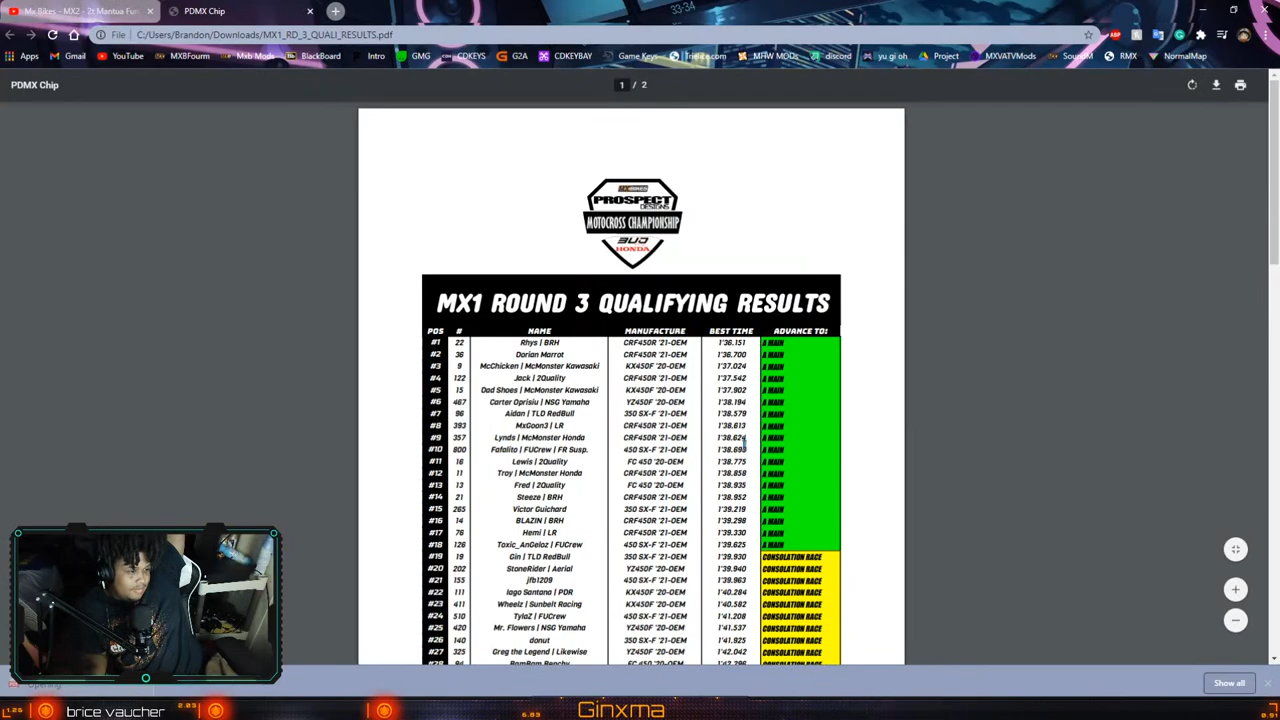 33-34
Mx Bikes - MX2 - 2t Mantua Fun
PDMX Chip
File C:/Users/Brandon/Downloads/MX1_RD_3_QUALI_RESULTS.pdf
Apps Gmail YouTube MXBFourm Mxb Mods BlackBoard Intro GMG CDKEYS G2A CDKEYBAY Game Keys MHW MODs discord yu gi oh Project MXVATVMods SoundM RMX NormalMap
PDMX Chip 1 / 2
PROSPECT
DESIGNS
MOTOCROSS CHAMPIONSHIP
BUD
HONDA
MX1 ROUND 3 QUALIFYING RESULTS
POS # NAME MANUFACTURE BEST TIME ADVANCE TO:
#1 22 Rhys | BRH CRF450R '21-OEM 1'36.151 A MAIN
#2 36 Dorian Marrot CRF450R '21-OEM 1'36.700 A MAIN
#3 9 McChicken | McMonster Kawasaki KX450F '20-OEM 1'37.024 A MAIN
#4 122 Jack | 2Quality CRF450R '21-OEM 1'37.542 A MAIN
#5 15 Dad Shoes | McMonster Kawasaki KX450F '20-OEM 1'37.902 A MAIN
#6 467 Carter Oprisiu | NSG Yamaha YZ450F '20-OEM 1'38.194 A MAIN
#7 96 Aidan | TLD RedBull 350 SX-F '21-OEM 1'38.579 A MAIN
#8 393 MxGoon3 | LR CRF450R '21-OEM 1'38.613 A MAIN
#9 357 Lynds | McMonster Honda CRF450R '21-OEM 1'38.624 A MAIN
#10 800 Fafalito | FUCrew | FR Susp. 450 SX-F '21-OEM 1'38.693 A MAIN
#11 16 Lewis | 2Quality FC 450 '20-OEM 1'38.775 A MAIN
#12 11 Troy | McMonster Honda CRF450R '21-OEM 1'38.858 A MAIN
#13 13 Fred | 2Quality FC 450 '20-OEM 1'38.935 A MAIN
#14 21 Steeze | BRH CRF450R '21-OEM 1'38.952 A MAIN
#15 265 Victor Guichard 350 SX-F '21-OEM 1'39.219 A MAIN
#16 14 BLAZIN | BRH CRF450R '21-OEM 1'39.298 A MAIN
#17 76 Hemi | LR CRF450R '21-OEM 1'39.330 A MAIN
#18 126 Toxic_AnGeloz | FUCrew 450 SX-F '21-OEM 1'39.625 A MAIN
#19 19 Gin | TLD RedBull 350 SX-F '21-OEM 1'39.930 CONSOLATION RACE
#20 202 StoneRider | Aerial YZ450F '20-OEM 1'39.940 CONSOLATION RACE
#21 155 jfb1209 450 SX-F '21-OEM 1'39.963 CONSOLATION RACE
#22 111 Iago Santana | PDR KX450F '20-OEM 1'40.284 CONSOLATION RACE
#23 411 Wheelz | Sunbelt Racing KX450F '20-OEM 1'40.582 CONSOLATION RACE
#24 510 TylaZ | FUCrew 450 SX-F '21-OEM 1'41.208 CONSOLATION RACE
#25 420 Mr. Flowers | NSG Yamaha YZ450F '20-OEM 1'41.537 CONSOLATION RACE
#26 140 donut 350 SX-F '21-OEM 1'41.925 CONSOLATION RACE
#27 325 Greg the Legend | Likewise YZ450F '20-OEM 1'42.042 CONSOLATION RACE
Opening
Show all
brice vaucher
Ginxma